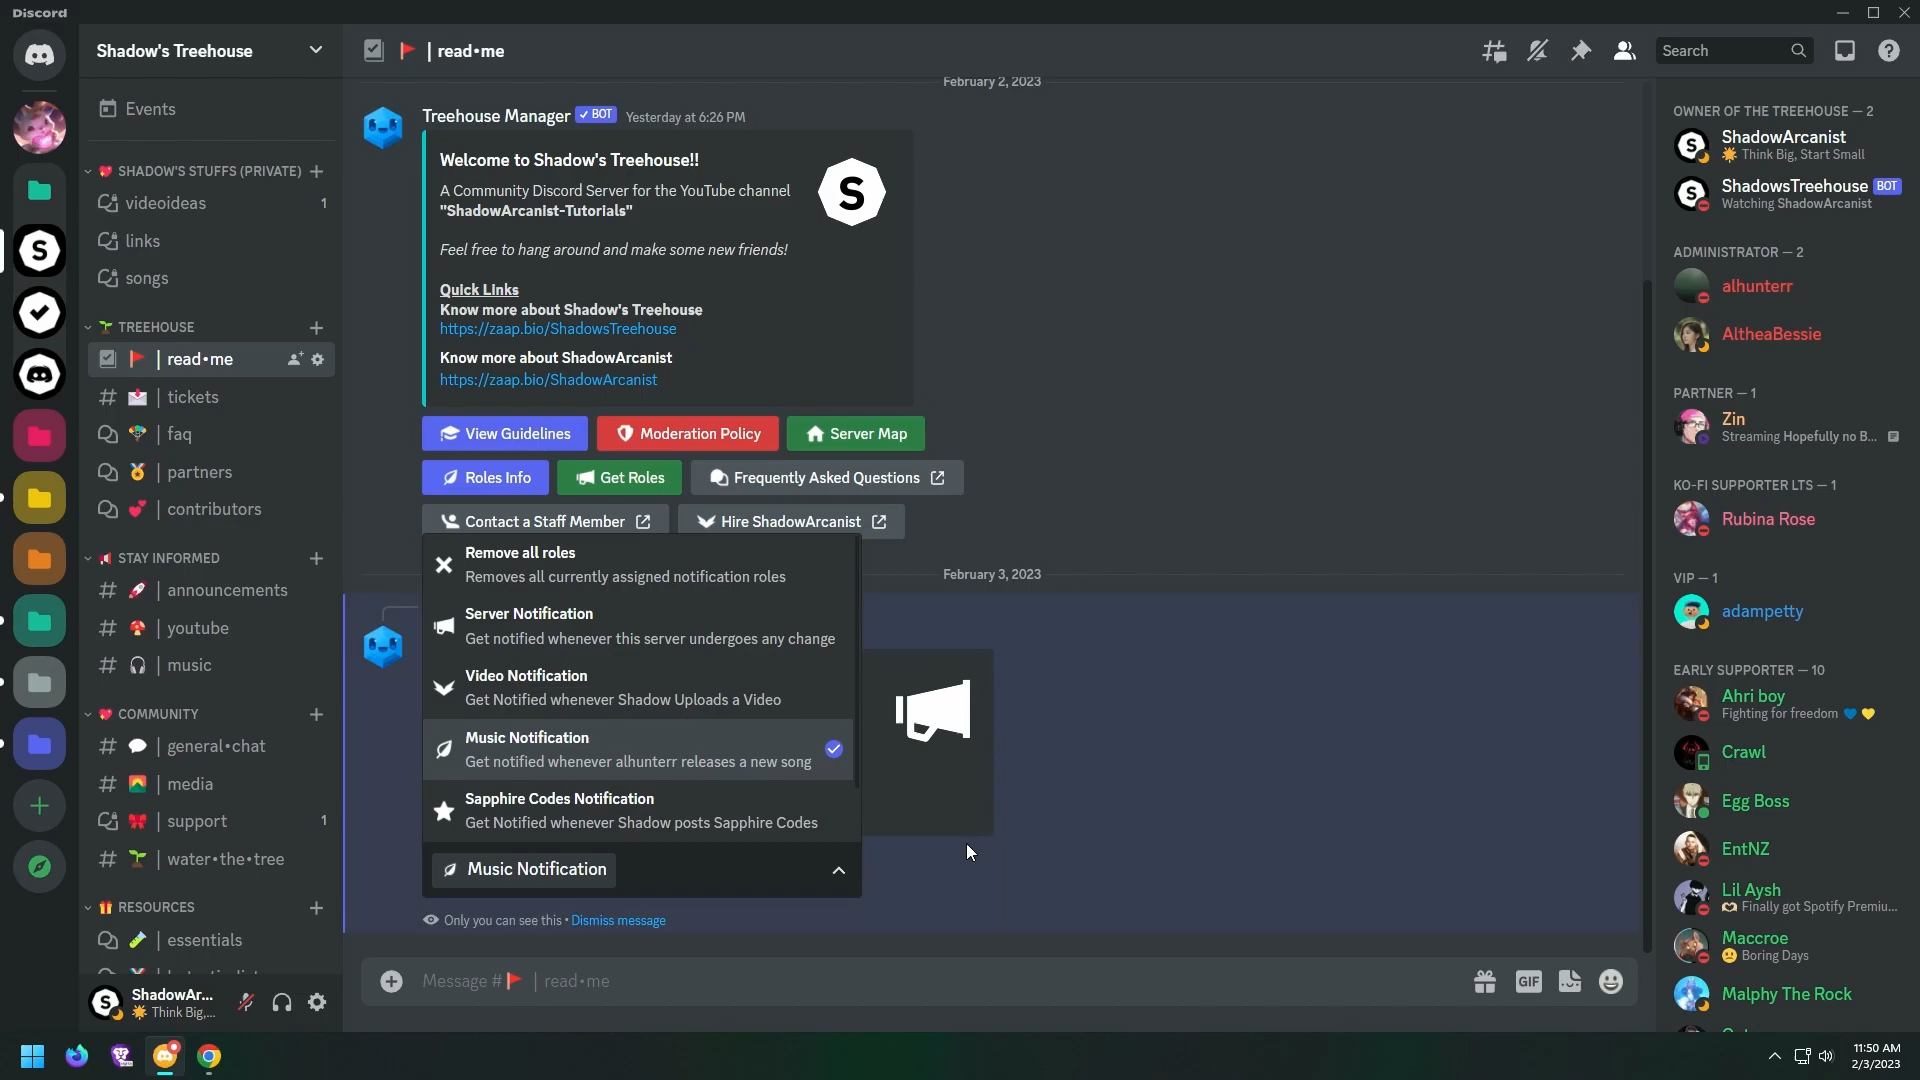 Discord
Shadow's Treehouse
Events
SHADOW'S STUFFS (PRIVATE)
videoideas 1
links
songs
TREEHOUSE
| read•me
| tickets
| faq
| partners
| contributors
STAY INFORMED
| announcements
| youtube
| music
COMMUNITY
| general•chat
| media
| support 1
| water•the•tree
RESOURCES
| essentials
ShadowAr...
Think Big,...
| read•me
Search
February 2, 2023
Treehouse Manager BOT Yesterday at 6:26 PM
Welcome to Shadow's Treehouse!!
A Community Discord Server for the YouTube channel
"ShadowArcanist-Tutorials"
Feel free to hang around and make some new friends!
Quick Links
Know more about Shadow's Treehouse
https://zaap.bio/ShadowsTreehouse
Know more about ShadowArcanist
https://zaap.bio/ShadowArcanist
S
View Guidelines Moderation Policy Server Map
Roles Info Get Roles Frequently Asked Questions
Contact a Staff Member Hire ShadowArcanist
February 3, 2023
Remove all roles
Removes all currently assigned notification roles
Server Notification
Get notified whenever this server undergoes any change
Video Notification
Get Notified whenever Shadow Uploads a Video
Music Notification
Get notified whenever alhunterr releases a new song
Sapphire Codes Notification
Get Notified whenever Shadow posts Sapphire Codes
Music Notification
Only you can see this • Dismiss message
Message # | read•me
GIF
OWNER OF THE TREEHOUSE — 2
ShadowArcanist
Think Big, Start Small
ShadowsTreehouse BOT
Watching ShadowArcanist
ADMINISTRATOR — 2
alhunterr
AltheaBessie
PARTNER — 1
Zin
Streaming Hopefully no B...
KO-FI SUPPORTER LTS — 1
Rubina Rose
VIP — 1
adampetty
EARLY SUPPORTER — 10
Ahri boy
Fighting for freedom
Crawl
Egg Boss
EntNZ
Lil Aysh
Finally got Spotify Premiu...
Maccroe
Boring Days
Malphy The Rock
11:50 AM
2/3/2023